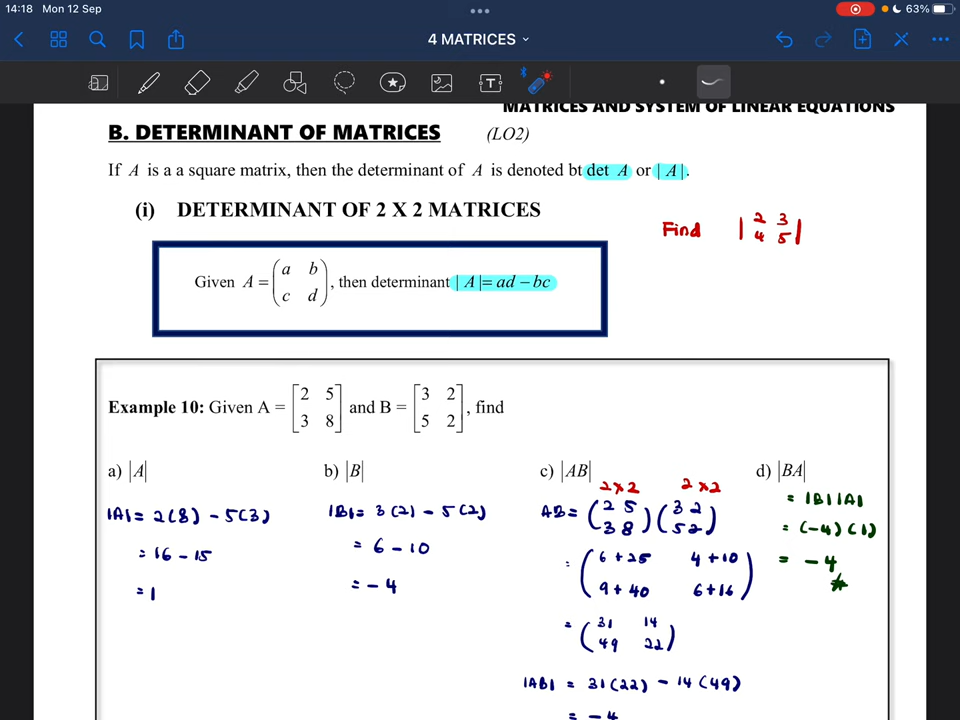 14:18 Mon 12 Sep
63%
4 MATRICES
MATRICES AND SYSTEM OF LINEAR EQUATIONS
B. DETERMINANT OF MATRICES (LO2)
If A is a a square matrix, then the determinant of A is denoted bt det A or |A|.
(i) DETERMINANT OF 2 X 2 MATRICES
Find | 2 3
4 5 |
Given A = ( a b
c d ), then determinant |A| = ad − bc
Example 10: Given A = [ 2 5
3 8 ] and B = [ 3 2
5 2 ], find
a) |A|
|A| = 2(8) − 5(3)
= 16 − 15
= 1
b) |B|
|B| = 3(2) − 5(2)
= 6 − 10
= −4
c) |AB|
2×2 2×2
AB = ( 2 5
3 8 ) ( 3 2
5 2 )
= ( 6+25 4+10
9+40 6+16 )
= ( 31 14
49 22 )
|AB| = 31(22) − 14(49)
= −4
d) |BA|
= |B||A|
= (−4)(1)
= −4